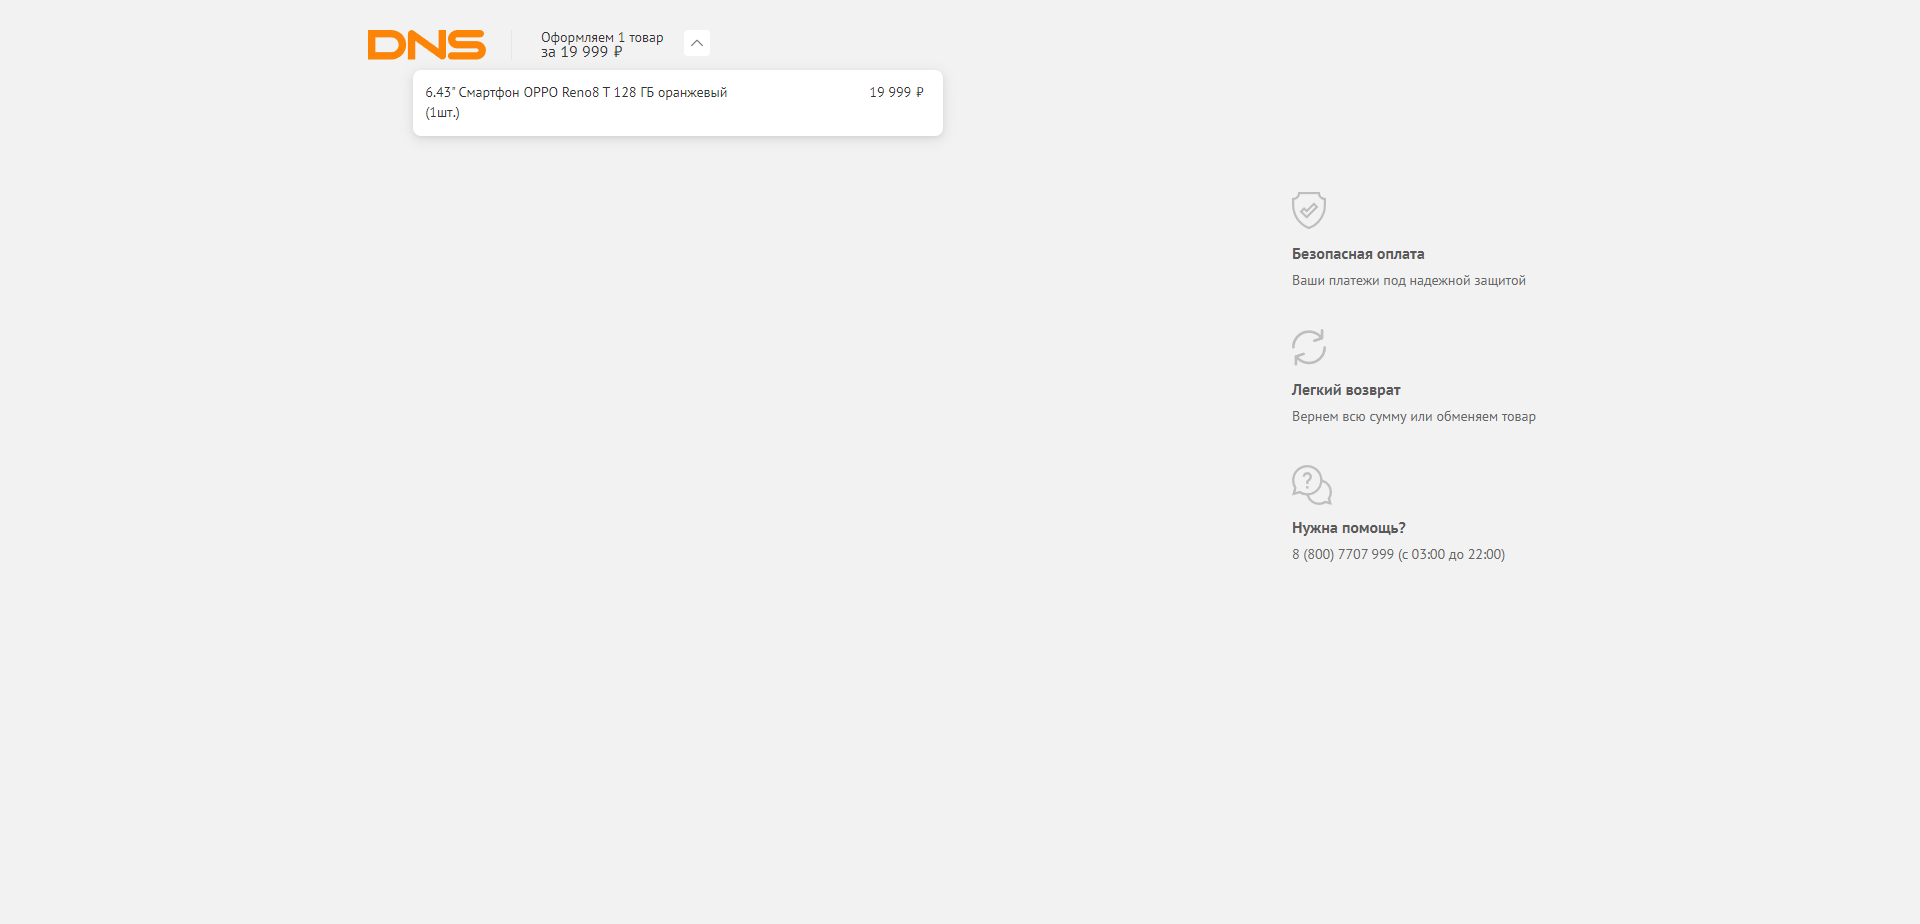 DNS
Оформляем 1 товар
за 19 999 ₽
6.43" Смартфон OPPO Reno8 T 128 ГБ оранжевый
(1шт.)
19 999 ₽
Безопасная оплата
Ваши платежи под надежной защитой
Легкий возврат
Вернем всю сумму или обменяем товар
?
Нужна помощь?
8 (800) 7707 999 (с 03:00 до 22:00)